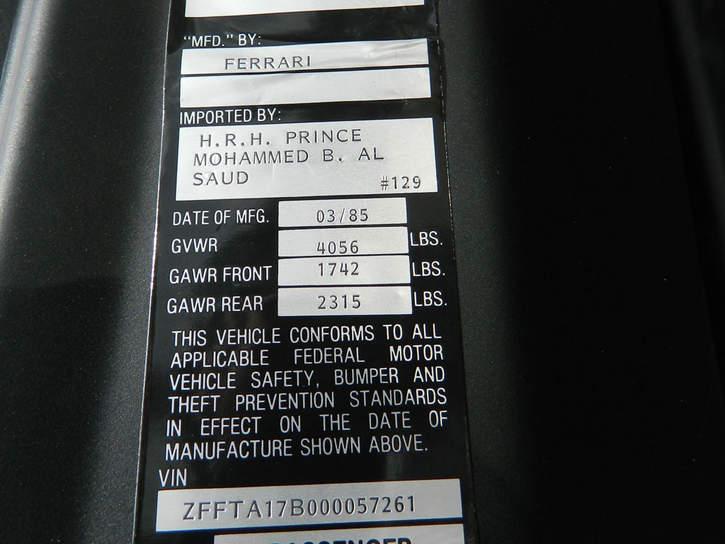 "MFD." BY:
FERRARI
IMPORTED BY:
H.R.H. PRINCE
MOHAMMED B. AL
SAUD #129
DATE OF MFG. 03/85
GVWR 4056 LBS.
GAWR FRONT 1742 LBS.
GAWR REAR 2315 LBS.
THIS VEHICLE CONFORMS TO ALL
APPLICABLE FEDERAL MOTOR
VEHICLE SAFETY, BUMPER AND
THEFT PREVENTION STANDARDS
IN EFFECT ON THE DATE OF
MANUFACTURE SHOWN ABOVE.
VIN
ZFFTA17B000057261
PASSENGER